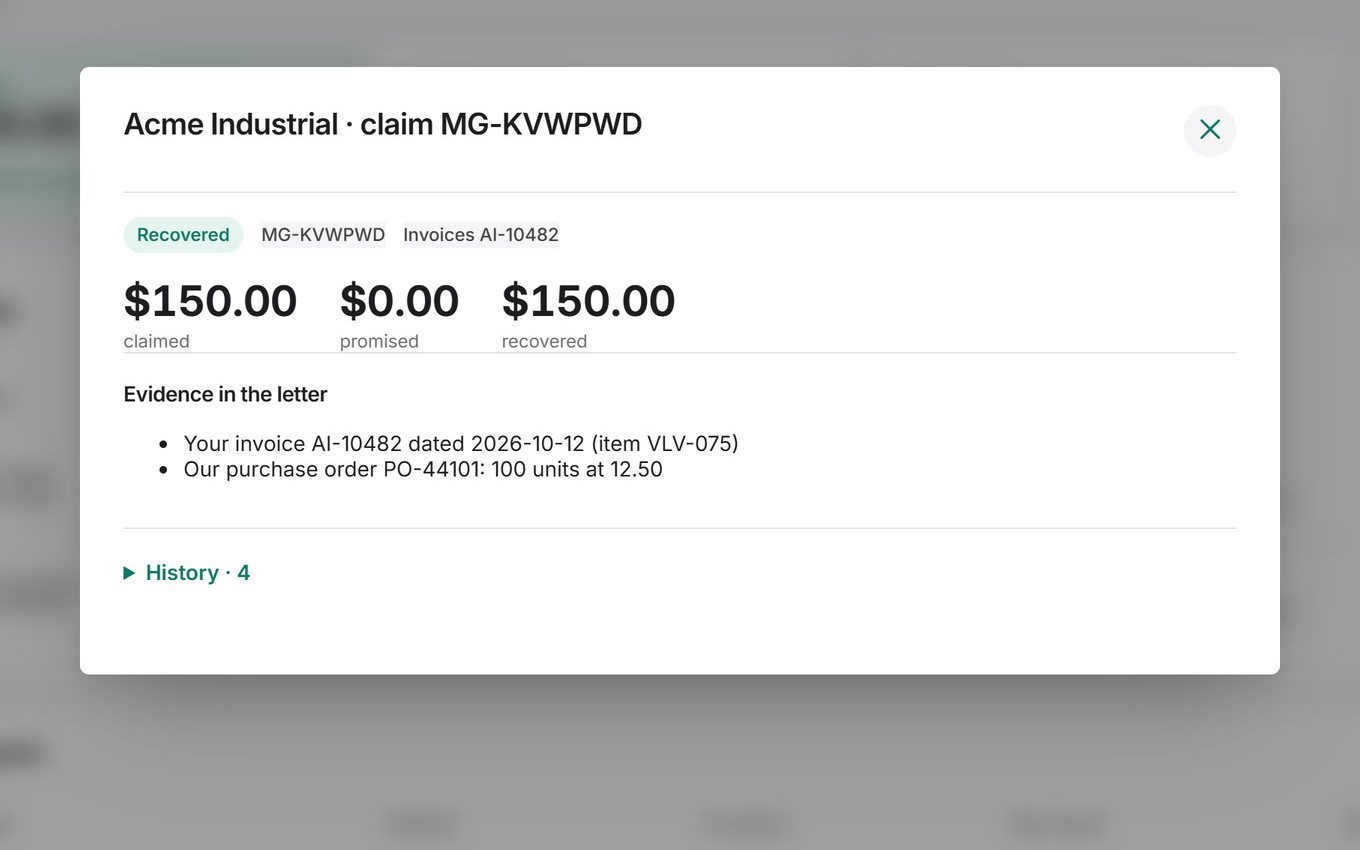 Acme Industrial · claim MG-KVWPWD
Recovered MG-KVWPWD Invoices AI-10482
$150.00 $0.00 $150.00
claimed promised recovered
Evidence in the letter
• Your invoice AI-10482 dated 2026-10-12 (item VLV-075)
• Our purchase order PO-44101: 100 units at 12.50
History · 4